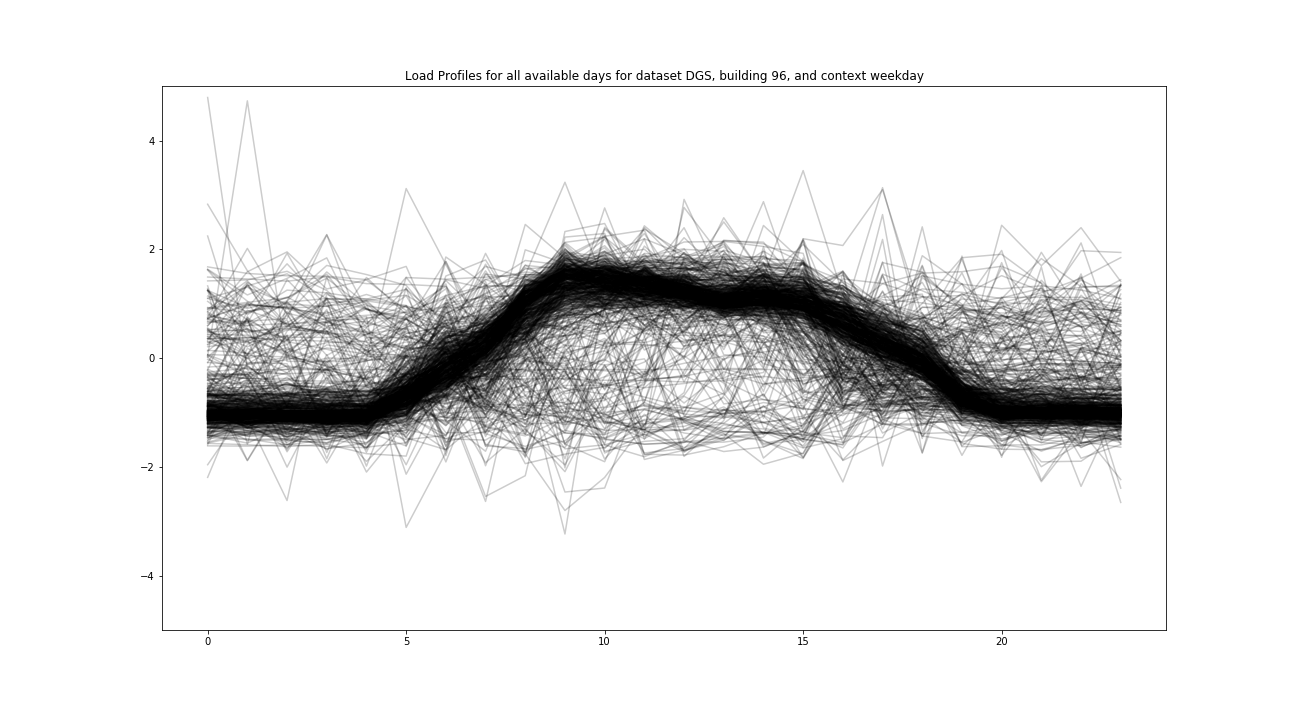 Load Profiles for all available days for dataset DGS, building 96, and context weekday
4
2
0
−2
−4
0 5 10 15 20